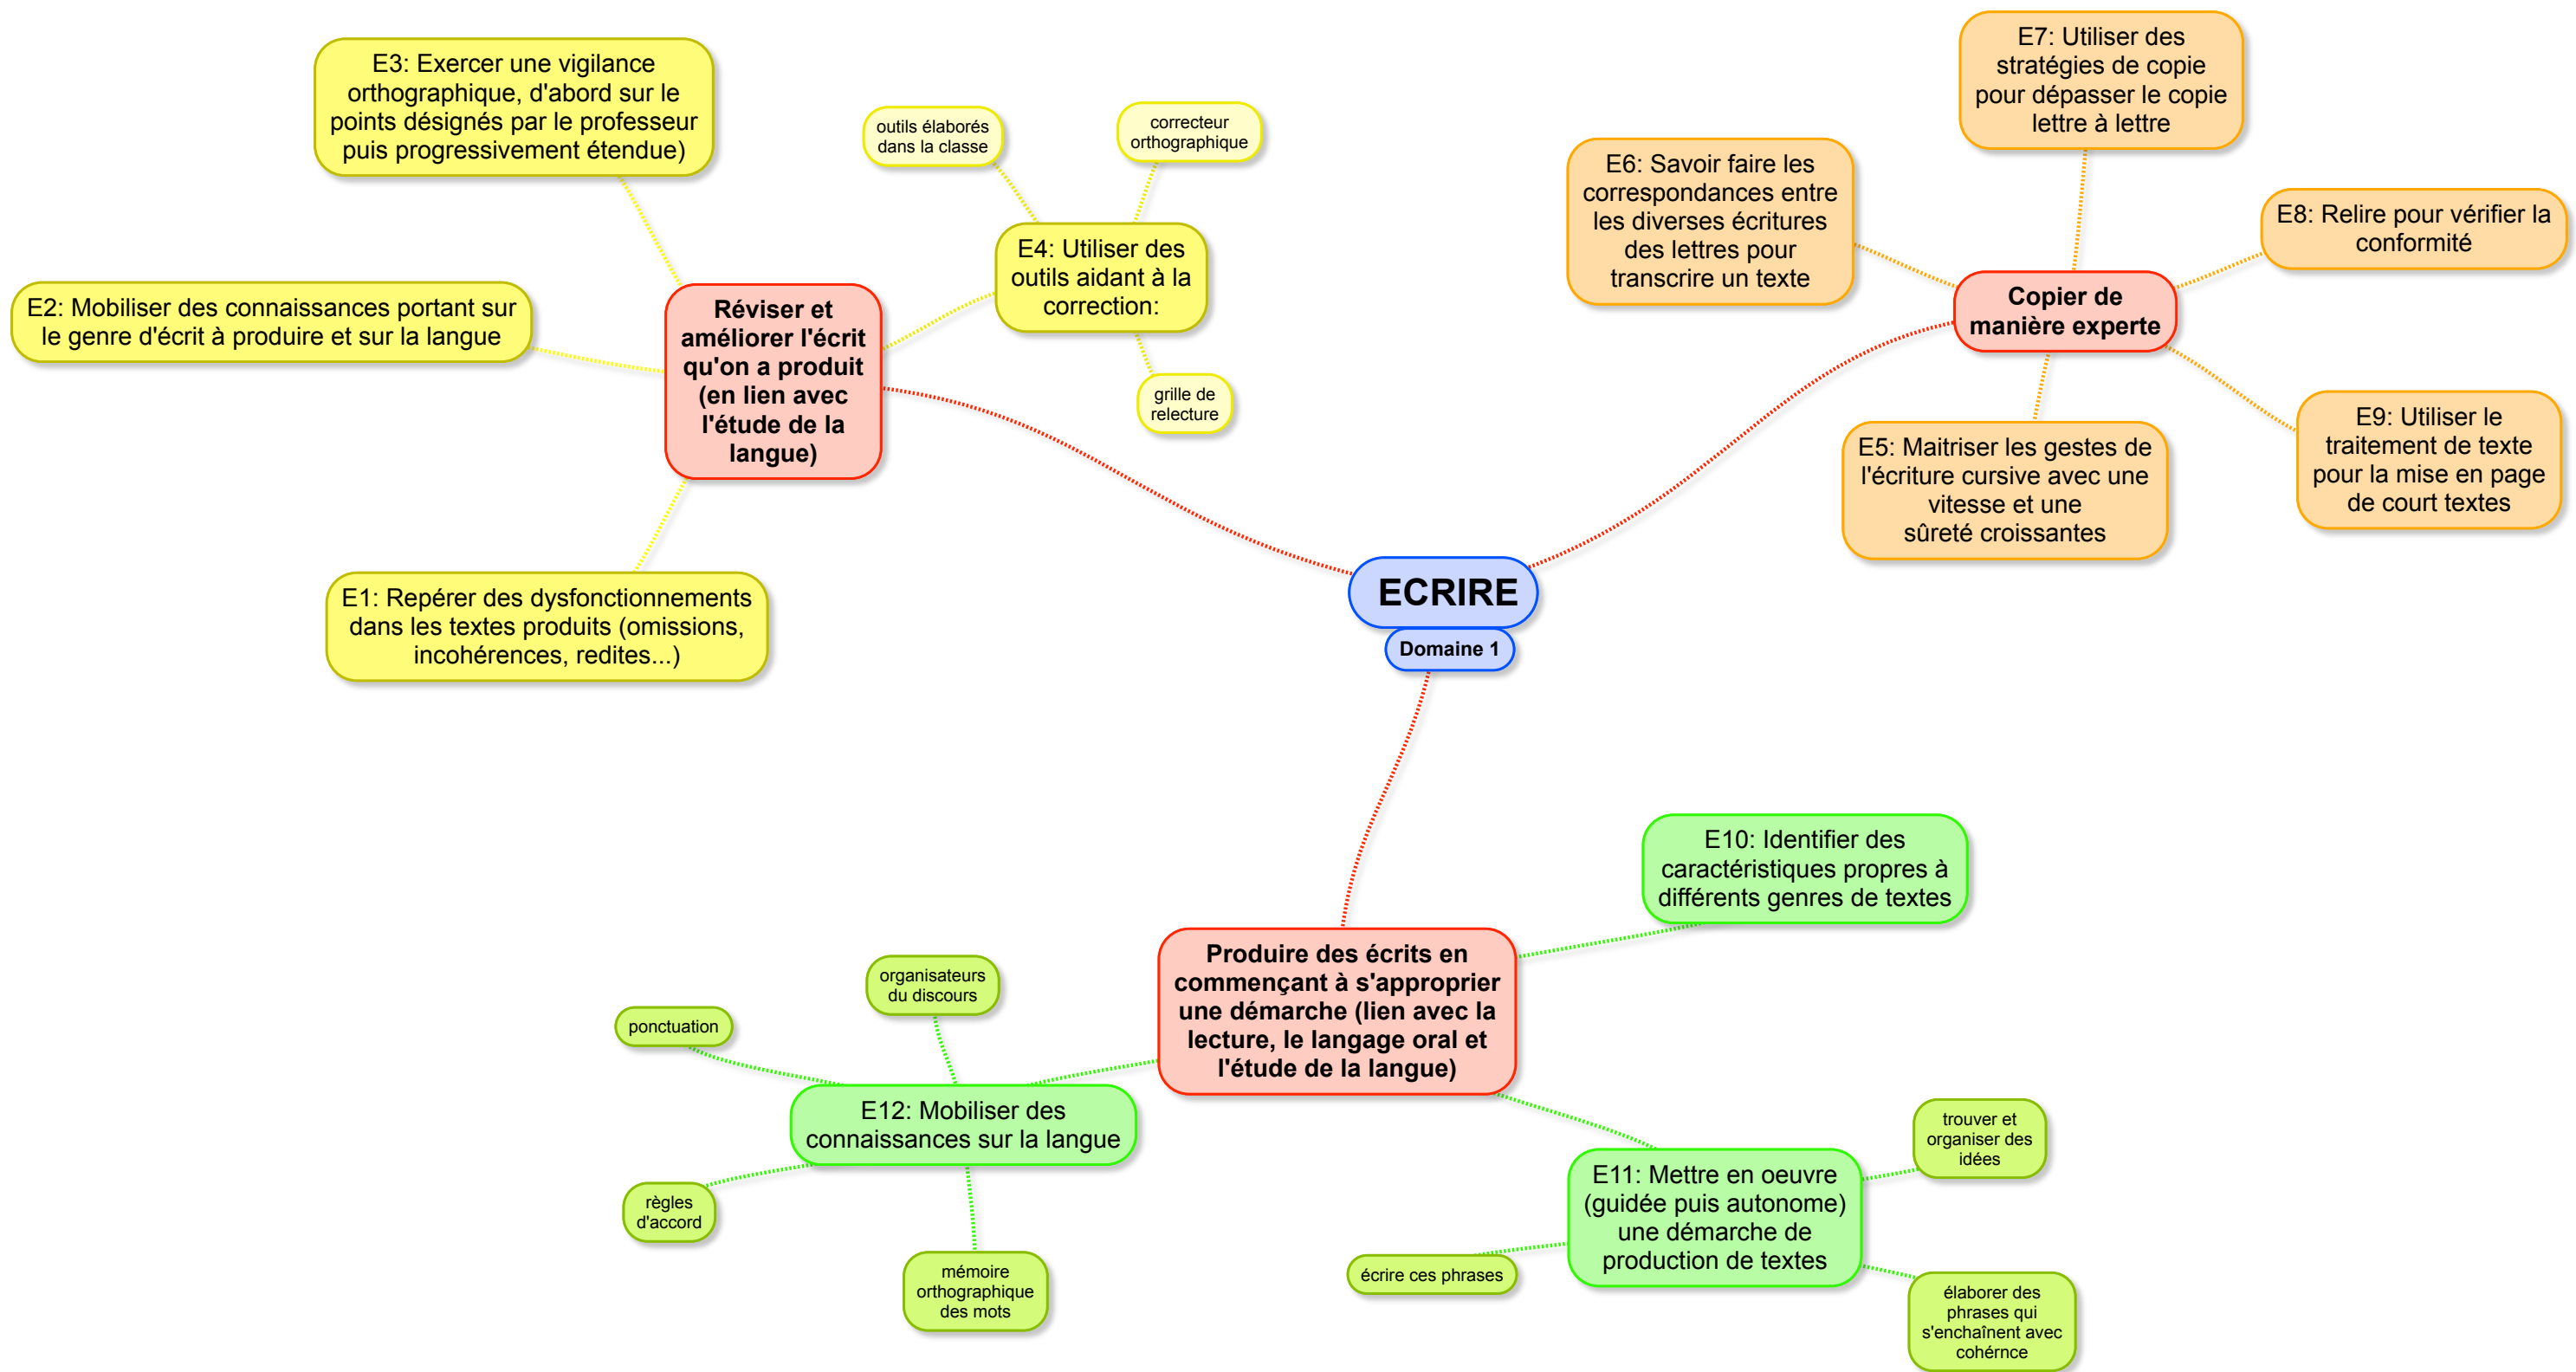 ECRIRE
Domaine 1
Réviser et
améliorer l'écrit
qu'on a produit
(en lien avec
l'étude de la
langue)
E1: Repérer des dysfonctionnements
dans les textes produits (omissions,
incohérences, redites...)
E2: Mobiliser des connaissances portant sur
le genre d'écrit à produire et sur la langue
E3: Exercer une vigilance
orthographique, d'abord sur le
points désignés par le professeur
puis progressivement étendue)
E4: Utiliser des
outils aidant à la
correction:
outils élaborés
dans la classe
correcteur
orthographique
grille de
relecture
Copier de
manière experte
E5: Maitriser les gestes de
l'écriture cursive avec une
vitesse et une
sûreté croissantes
E6: Savoir faire les
correspondances entre
les diverses écritures
des lettres pour
transcrire un texte
E7: Utiliser des
stratégies de copie
pour dépasser le copie
lettre à lettre
E8: Relire pour vérifier la
conformité
E9: Utiliser le
traitement de texte
pour la mise en page
de court textes
Produire des écrits en
commençant à s'approprier
une démarche (lien avec la
lecture, le langage oral et
l'étude de la langue)
E10: Identifier des
caractéristiques propres à
différents genres de textes
E11: Mettre en oeuvre
(guidée puis autonome)
une démarche de
production de textes
trouver et
organiser des
idées
élaborer des
phrases qui
s'enchaînent avec
cohérnce
écrire ces phrases
E12: Mobiliser des
connaissances sur la langue
organisateurs
du discours
ponctuation
règles
d'accord
mémoire
orthographique
des mots